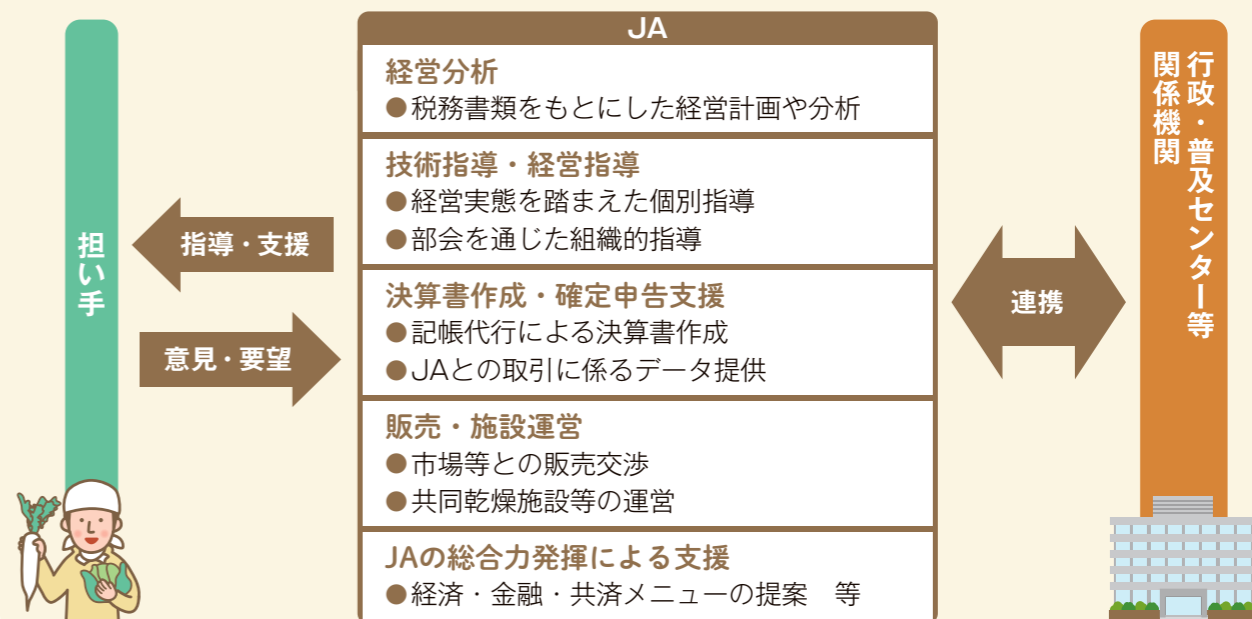 JA
経営分析
●税務書類をもとにした経営計画や分析
技術指導・経営指導
●経営実態を踏まえた個別指導
●部会を通じた組織的指導
決算書作成・確定申告支援
●記帳代行による決算書作成
●JAとの取引に係るデータ提供
販売・施設運営
●市場等との販売交渉
●共同乾燥施設等の運営
JAの総合力発揮による支援
●経済・金融・共済メニューの提案　等
担い手
指導・支援
意見・要望
連携
行政・普及センター等
関係機関